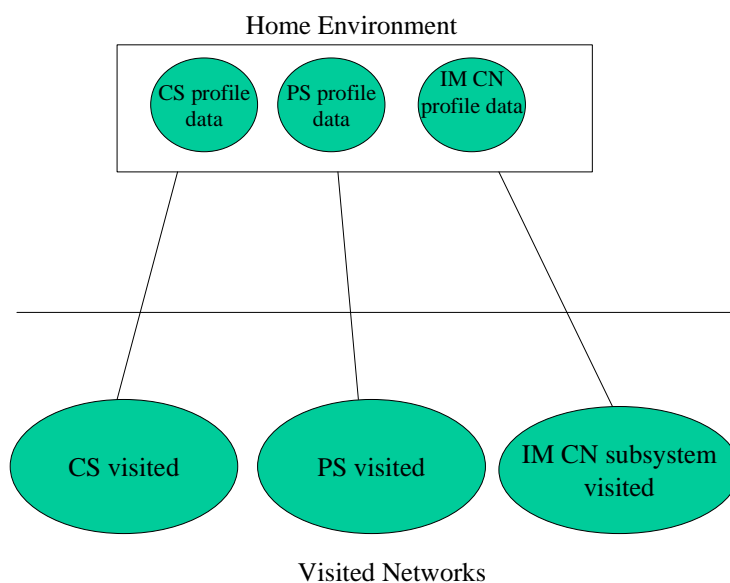 Home Environment
CS profile
data
PS profile
data
IM CN
profile data
CS visited
PS visited
IM CN subsystem
visited
Visited Networks